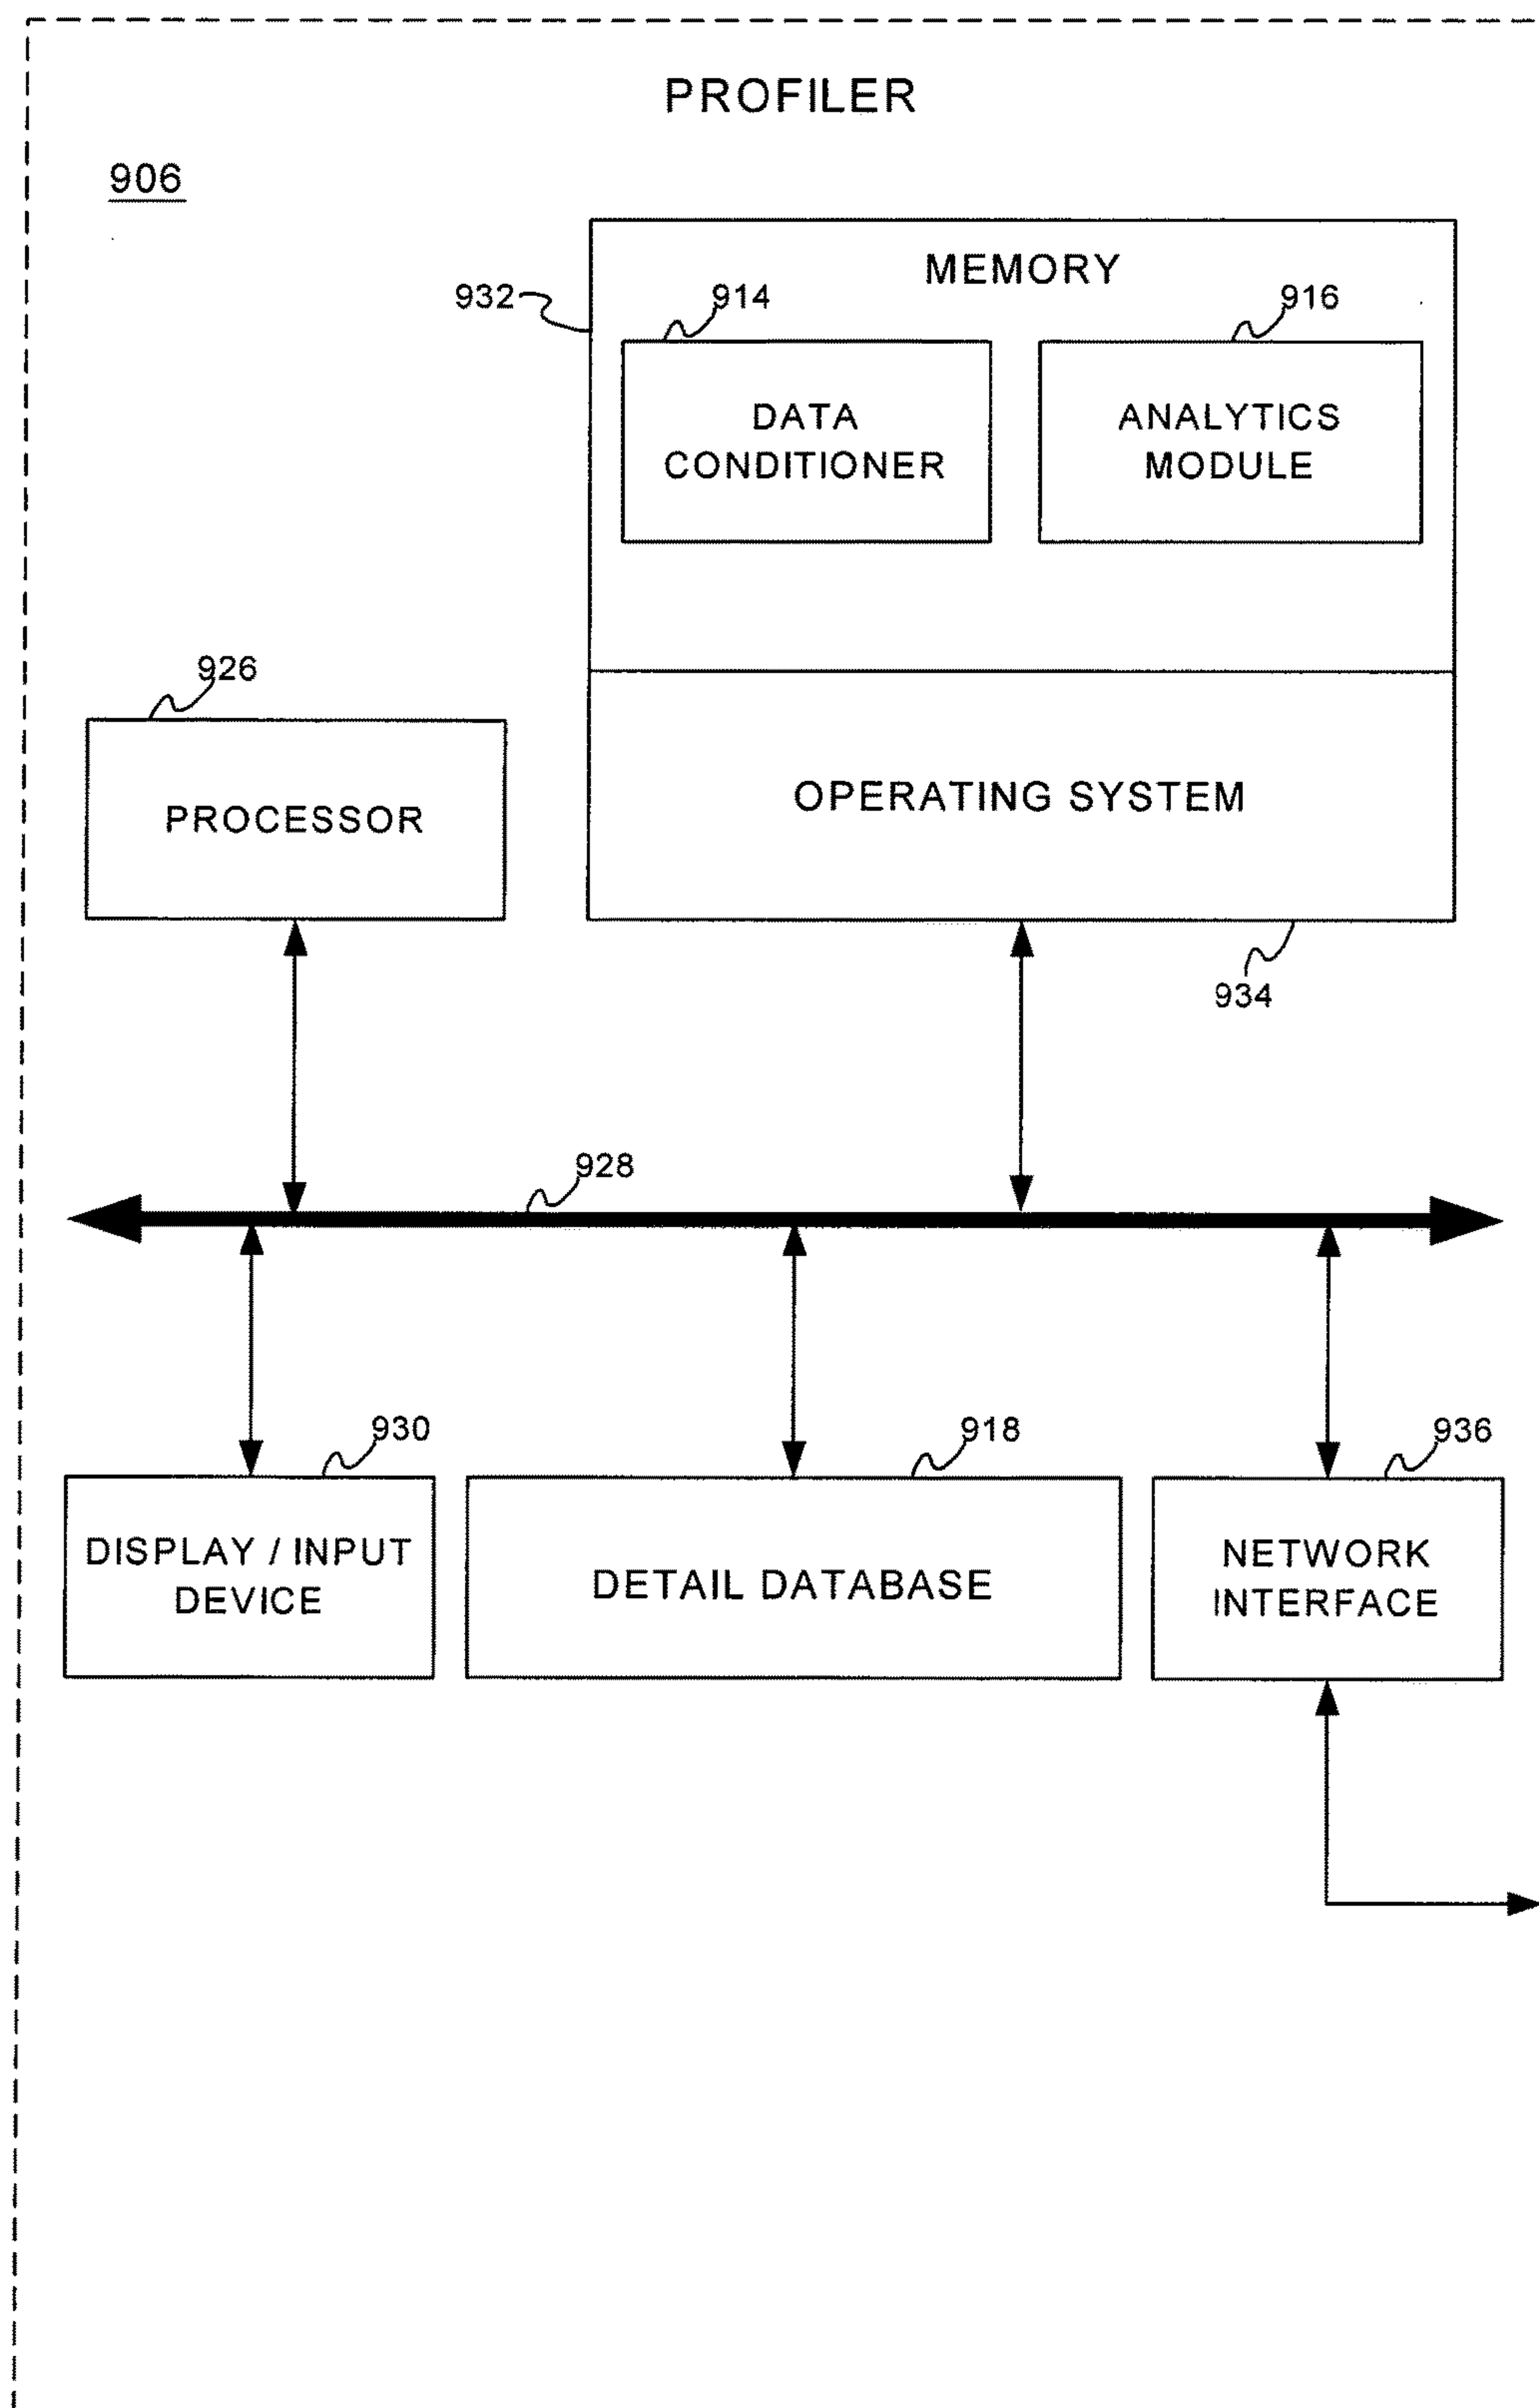 PROFILER
906
MEMORY
932
914
916
DATA
CONDITIONER
ANALYTICS
MODULE
926
PROCESSOR
OPERATING SYSTEM
934
928
930
918
936
DISPLAY / INPUT
DEVICE
DETAIL DATABASE
NETWORK
INTERFACE